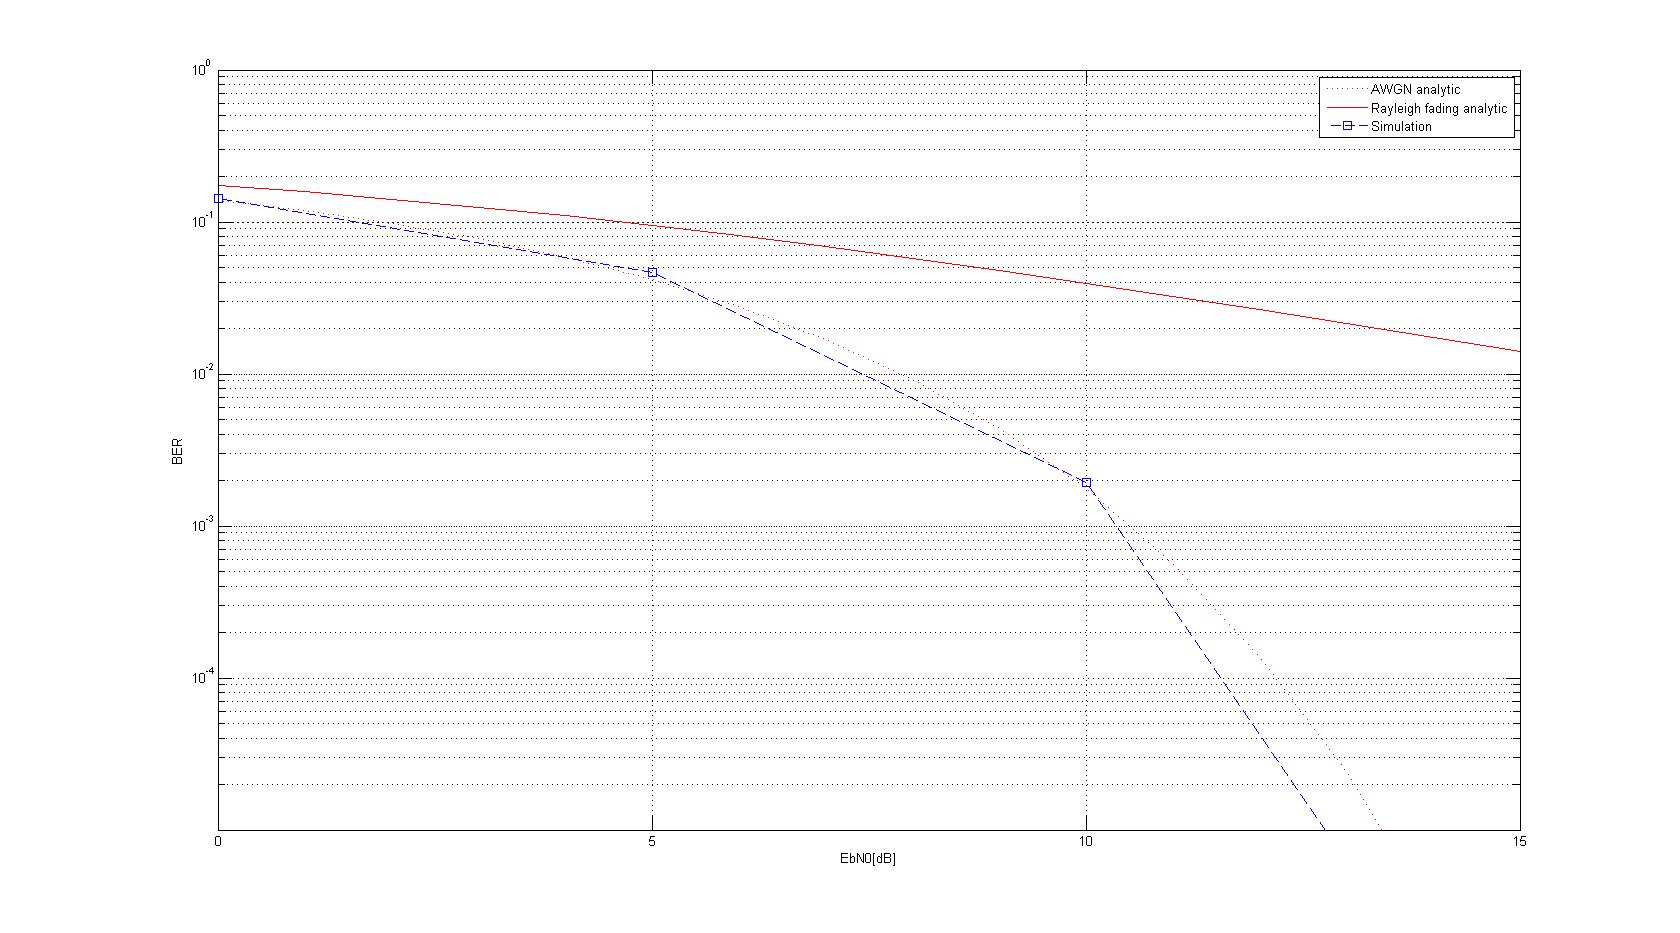 10^0
AWGN analytic
Rayleigh fading analytic
Simulation
10^-1
10^-2
BER
10^-3
10^-4
0
5
10
15
EbN0[dB]